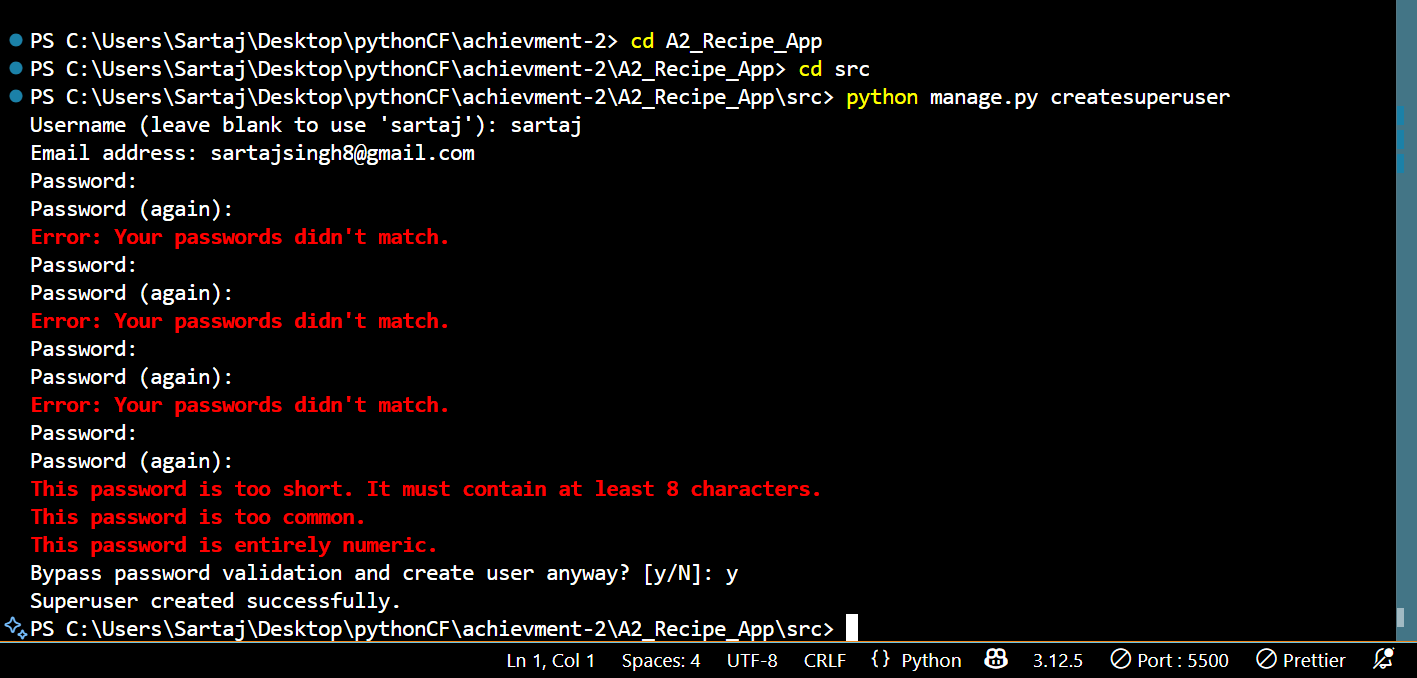 PS C:\Users\Sartaj\Desktop\pythonCF\achievment-2> cd A2_Recipe_App
PS C:\Users\Sartaj\Desktop\pythonCF\achievment-2\A2_Recipe_App> cd src
PS C:\Users\Sartaj\Desktop\pythonCF\achievment-2\A2_Recipe_App\src> python manage.py createsuperuser
Username (leave blank to use 'sartaj'): sartaj
Email address: sartajsingh8@gmail.com
Password:
Password (again):
Error: Your passwords didn't match.
Password:
Password (again):
Error: Your passwords didn't match.
Password:
Password (again):
Error: Your passwords didn't match.
Password:
Password (again):
This password is too short. It must contain at least 8 characters.
This password is too common.
This password is entirely numeric.
Bypass password validation and create user anyway? [y/N]: y
Superuser created successfully.
PS C:\Users\Sartaj\Desktop\pythonCF\achievment-2\A2_Recipe_App\src>
Ln 1, Col 1 Spaces: 4 UTF-8 CRLF {} Python 3.12.5 Port : 5500 Prettier